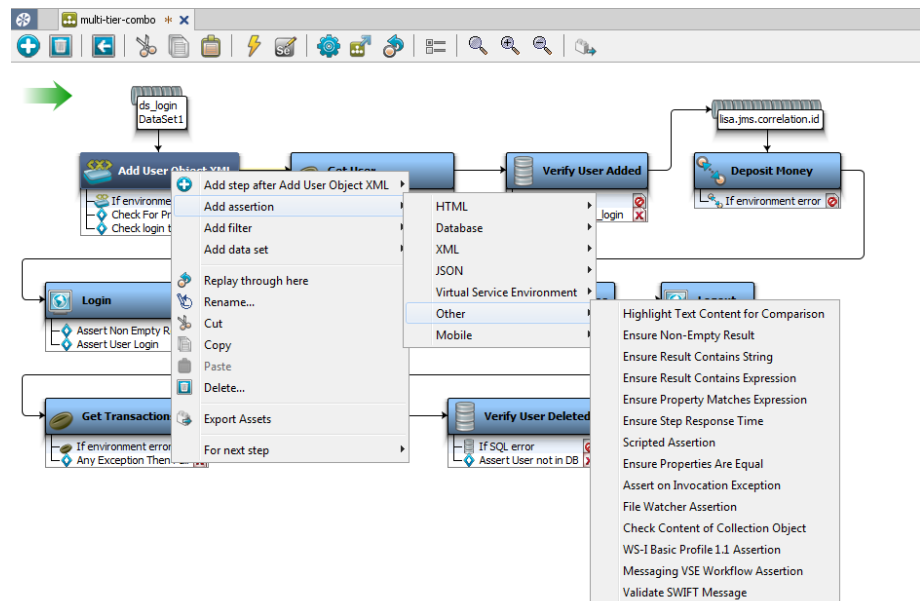 multi-tier-combo
ds_login
DataSet1
lisa.jms.correlation.id
Add User Object XML
Get User
Verify User Added
Deposit Money
If environme
Check For Pr
Check login t
_login
If environment error
Add step after Add User Object XML
Add assertion
Add filter
Add data set
Replay through here
Rename...
Cut
Copy
Paste
Delete...
Export Assets
For next step
HTML
Database
XML
JSON
Virtual Service Environment
Other
Mobile
Highlight Text Content for Comparison
Ensure Non-Empty Result
Ensure Result Contains String
Ensure Result Contains Expression
Ensure Property Matches Expression
Ensure Step Response Time
Scripted Assertion
Ensure Properties Are Equal
Assert on Invocation Exception
File Watcher Assertion
Check Content of Collection Object
WS-I Basic Profile 1.1 Assertion
Messaging VSE Workflow Assertion
Validate SWIFT Message
Login
Assert Non Empty R
Assert User Login
Logout
Get Transaction
If environment error
Any Exception Then
Verify User Deleted
If SQL error
Assert User not in DB